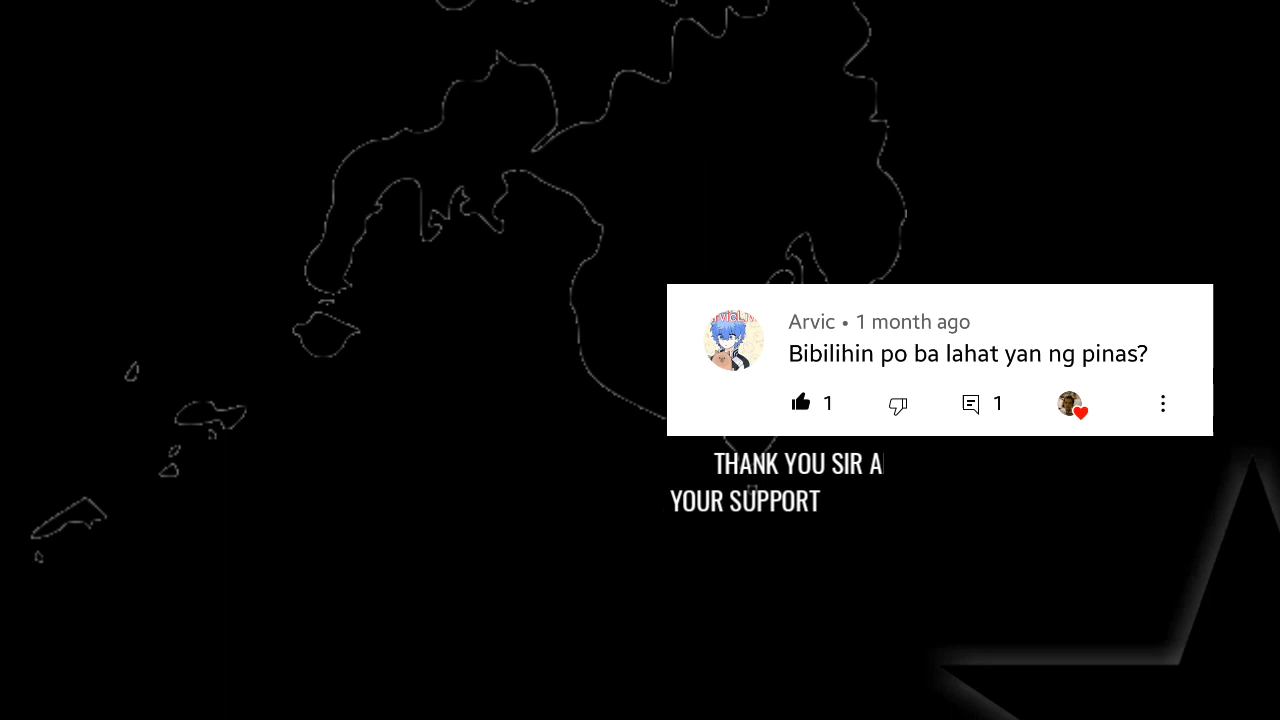 Arvic • 1 month ago
Bibilihin po ba lahat yan ng pinas?
1 1
THANK YOU SIR A
YOUR SUPPORT